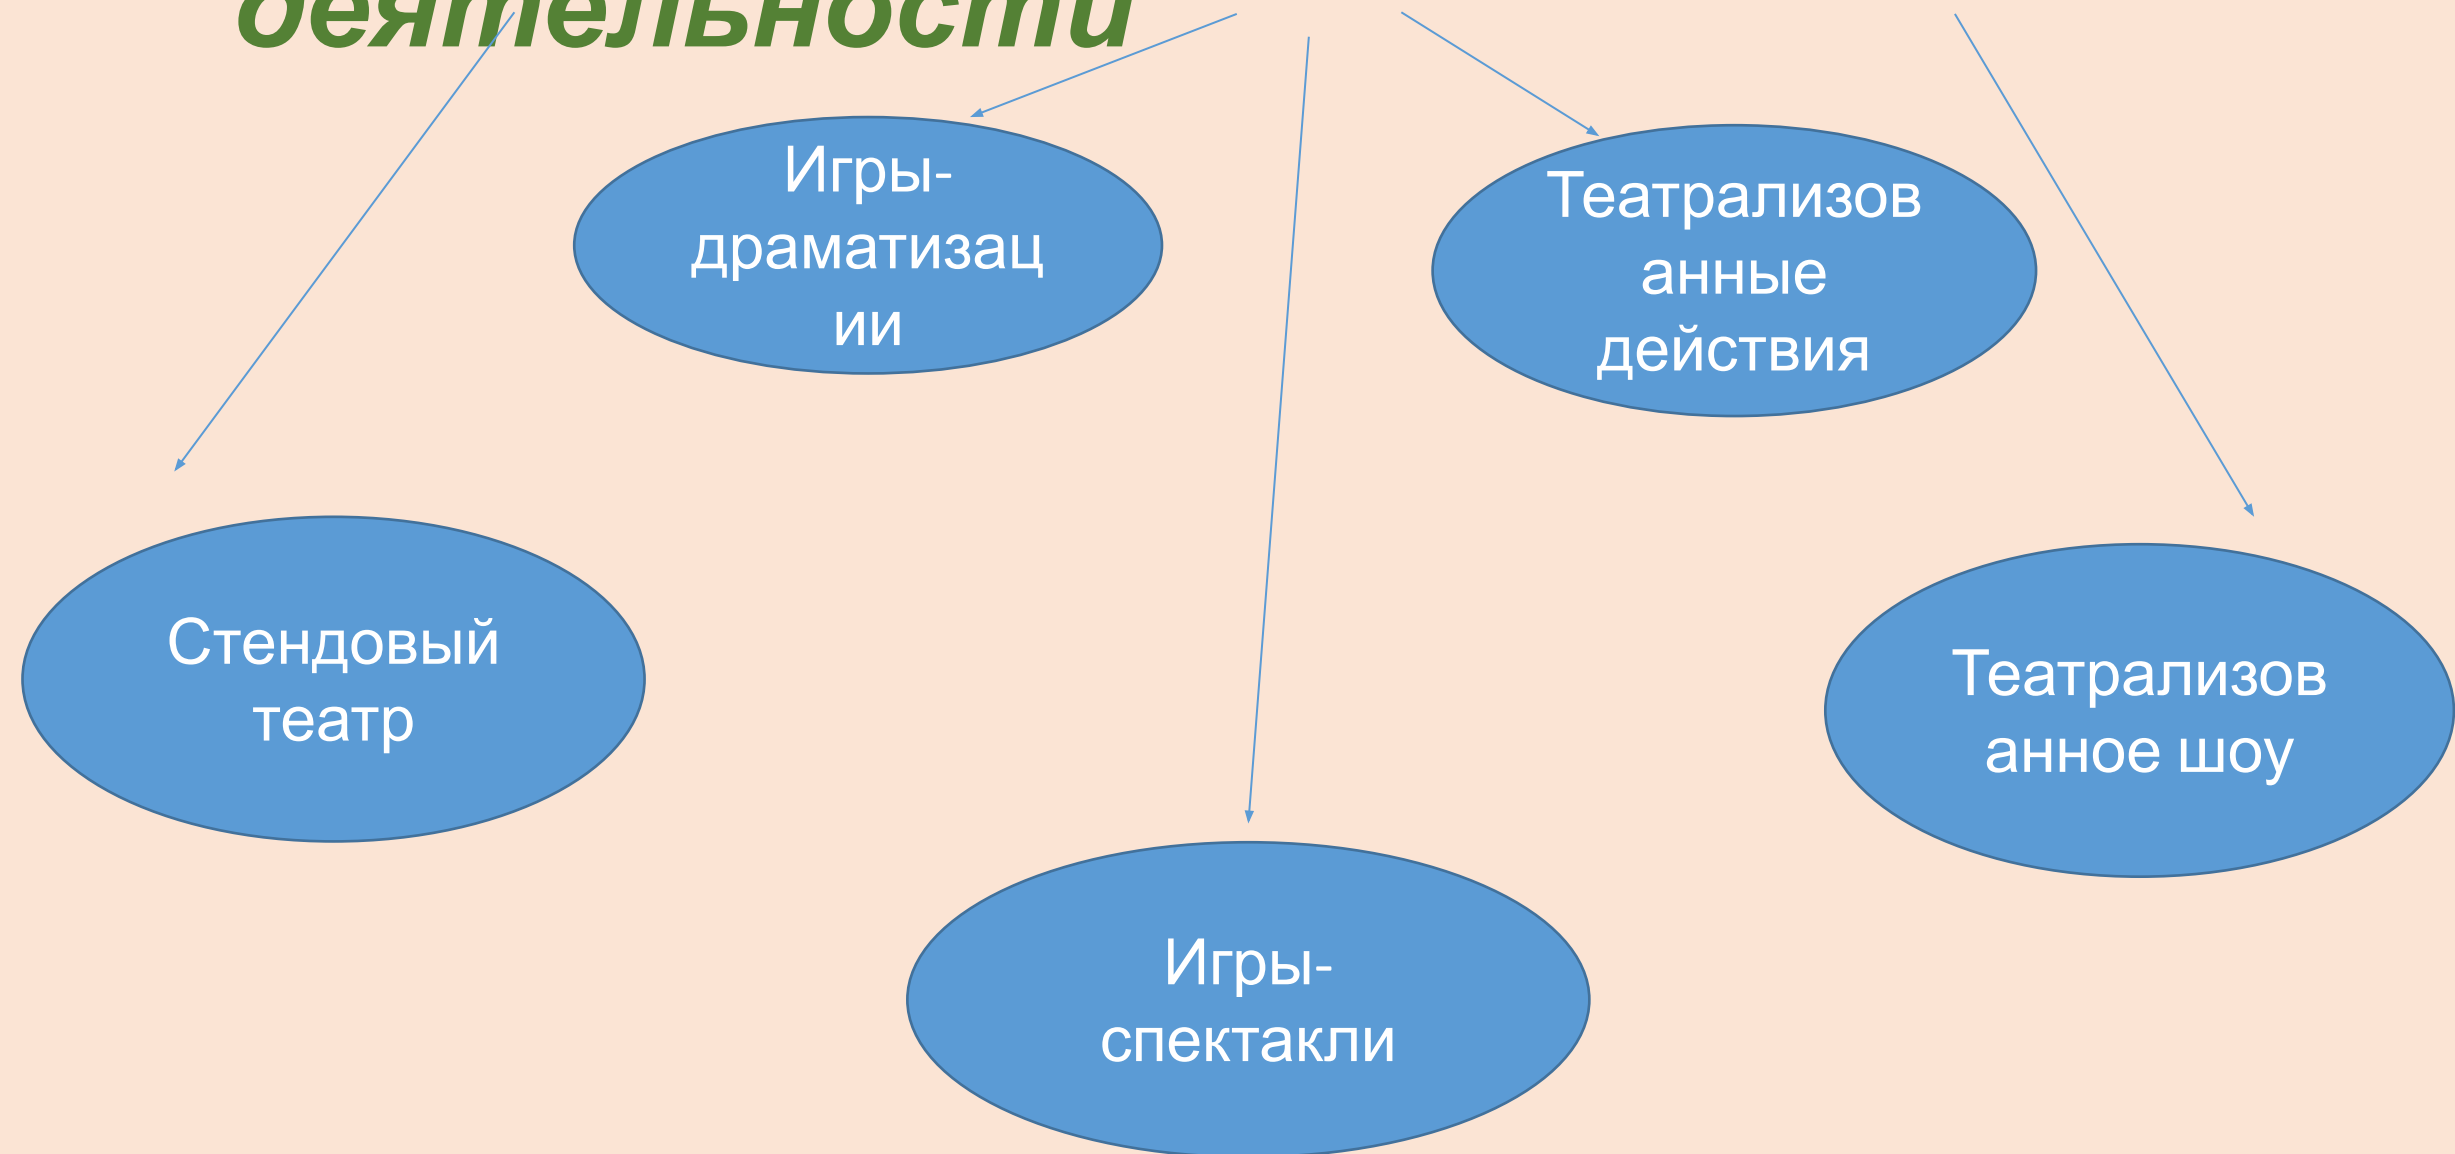 деятельности
Игры-
драматизац
ии
Театрализов
анные
действия
Стендовый
театр
Театрализов
анное шоу
Игры-
спектакли